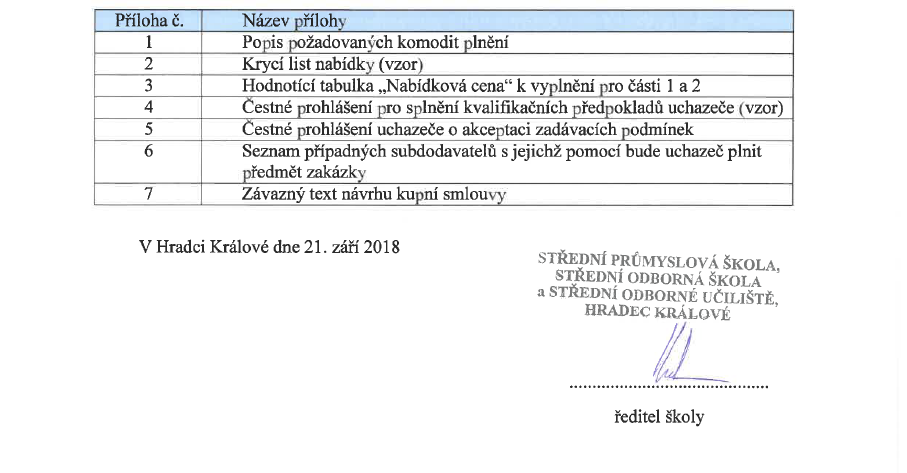 Příloha č. Název přílohy
1 Popis požadovaných komodit plnění
2 Krycí list nabídky (vzor)
3 Hodnotící tabulka „Nabídková cena“ k vyplnění pro části 1 a 2
4 Čestné prohlášení pro splnění kvalifikačních předpokladů uchazeče (vzor)
5 Čestné prohlášení uchazeče o akceptaci zadávacích podmínek
6 Seznam případných subdodavatelů s jejichž pomocí bude uchazeč plnit
předmět zakázky
7 Závazný text návrhu kupní smlouvy
V Hradci Králové dne 21. září 2018
STŘEDNÍ PRŮMYSLOVÁ ŠKOLA,
STŘEDNÍ ODBORNÁ ŠKOLA
a STŘEDNÍ ODBORNÉ UČILIŠTĚ,
HRADEC KRÁLOVÉ
ředitel školy